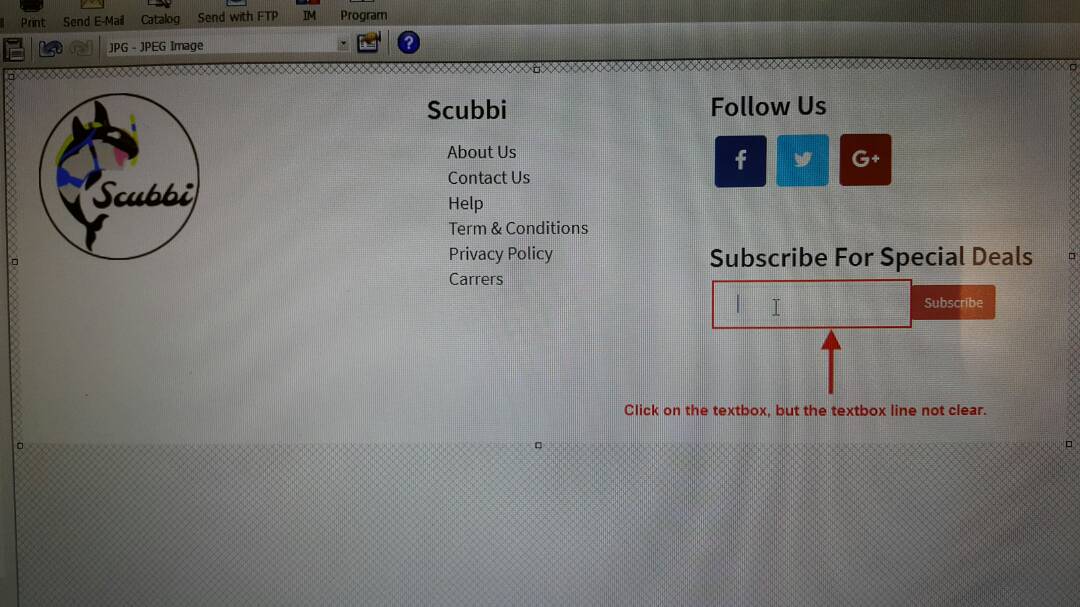 Print Send E-Mail Catalog Send with FTP IM Program
JPG - JPEG Image
?
Scubbi
Scubbi
About Us
Contact Us
Help
Term & Conditions
Privacy Policy
Carrers
Follow Us
f
G+
Subscribe For Special Deals
Subscribe
Click on the textbox, but the textbox line not clear.